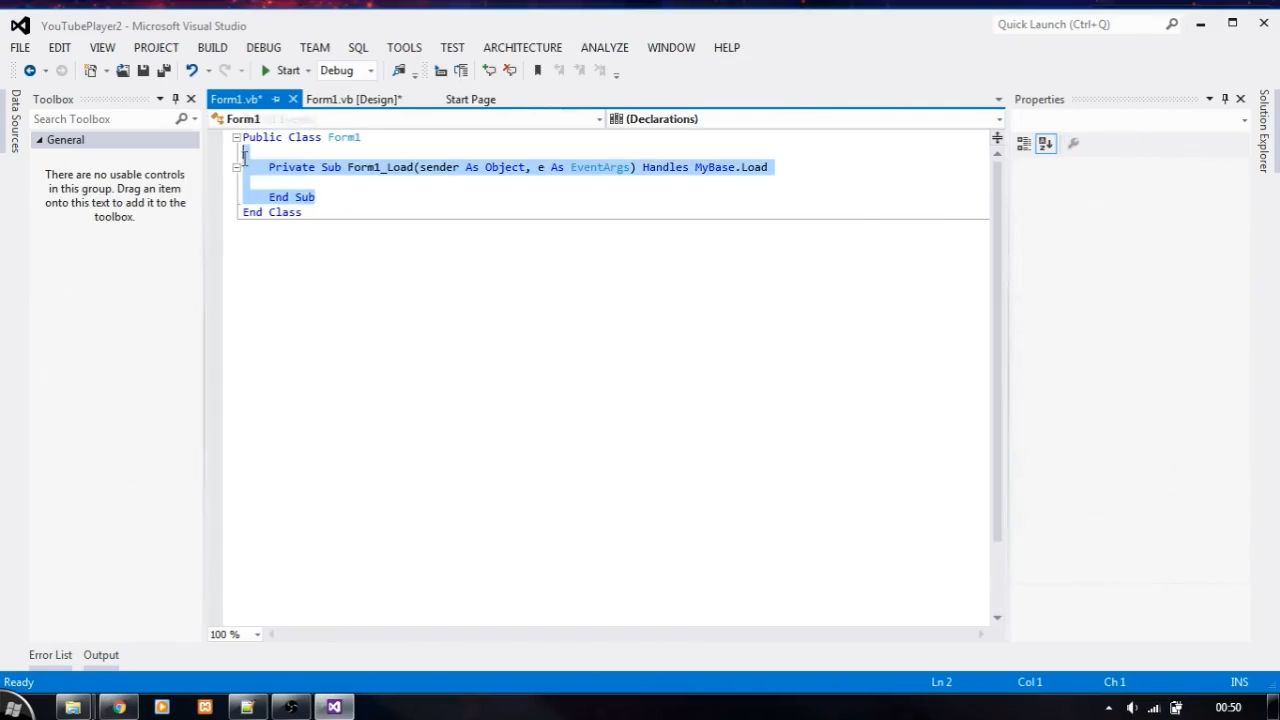 YouTubePlayer2 - Microsoft Visual Studio
Quick Launch (Ctrl+Q)
FILE EDIT VIEW PROJECT BUILD DEBUG TEAM SQL TOOLS TEST ARCHITECTURE ANALYZE WINDOW HELP
Start Debug
Data Sources
Toolbox
Form1.vb* Form1.vb [Design]* Start Page
Properties
Solution Explorer
Search Toolbox
Form1 (Declarations)
General
There are no usable controls
in this group. Drag an item
onto this text to add it to the
toolbox.
Public Class Form1
Private Sub Form1_Load(sender As Object, e As EventArgs) Handles MyBase.Load
End Sub
End Class
100 %
Error List Output
Ready Ln 2 Col 1 Ch 1 INS
00:50